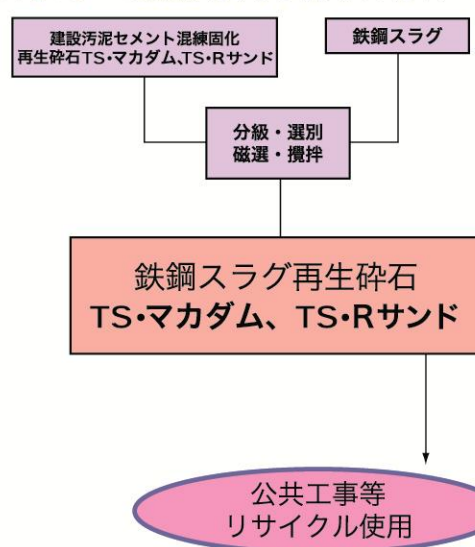 建設汚泥セメント混練固化
再生砕石TS・マカダム、TS・Rサンド
鉄鋼スラグ
分級・選別
磁選・攪拌
鉄鋼スラグ再生砕石
TS・マカダム、TS・Rサンド
公共工事等
リサイクル使用